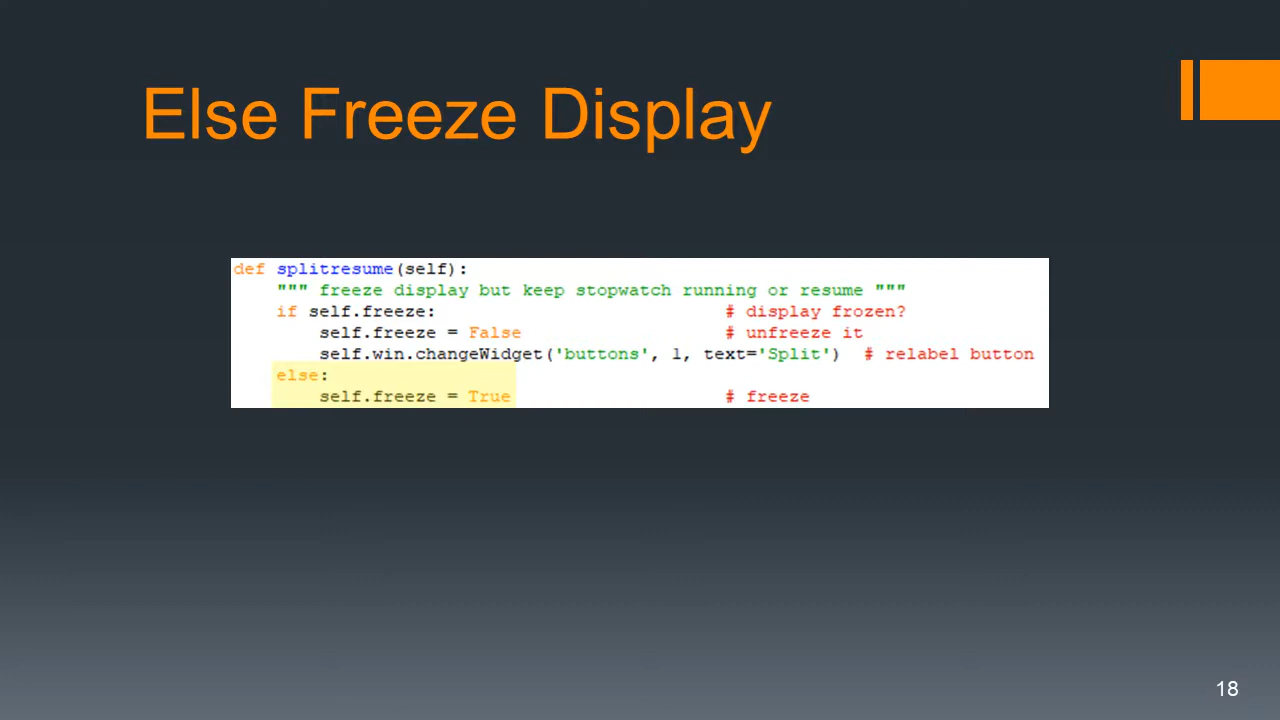 Else Freeze Display
def splitresume(self):
    """ freeze display but keep stopwatch running or resume """
    if self.freeze:                           # display frozen?
        self.freeze = False                   # unfreeze it
        self.win.changeWidget('buttons', 1, text='Split')  # relabel button
    else:
        self.freeze = True                    # freeze
18